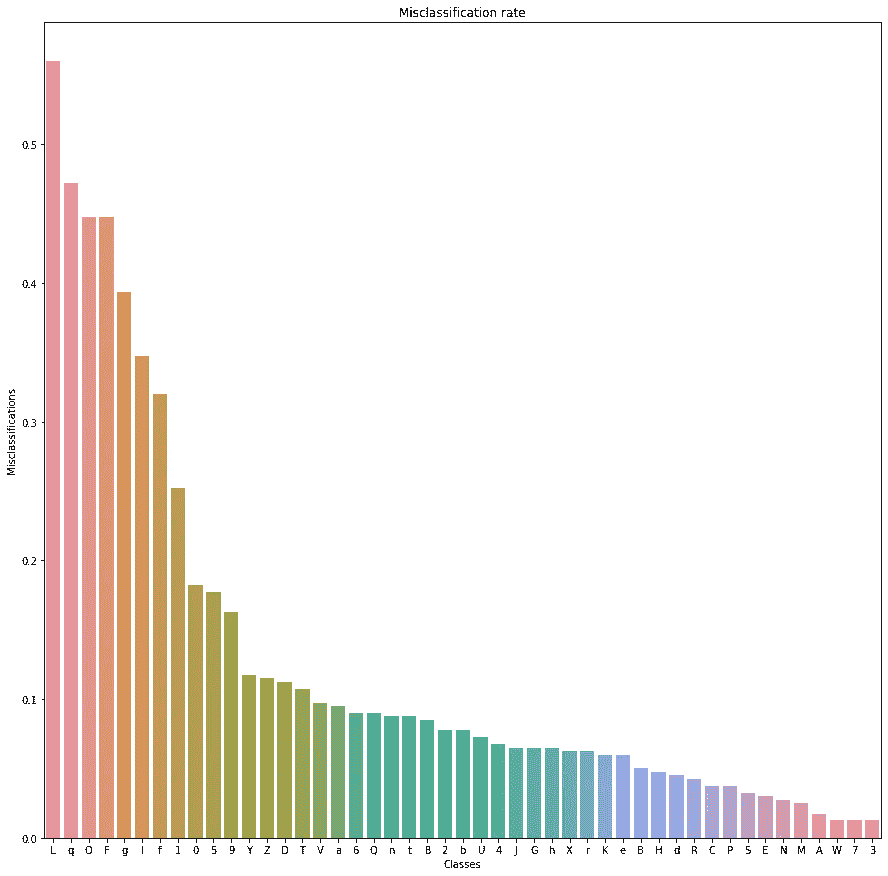 Misclassification rate
Misclassifications
0.5
0.4
0.3
0.2
0.1
0.0
L q O F g I f 1 0 5 9 Y Z D T V a 6 Q n t 8 2 b U 4 J G h X r K e B H d R C P S E N M A W 7 3
Classes